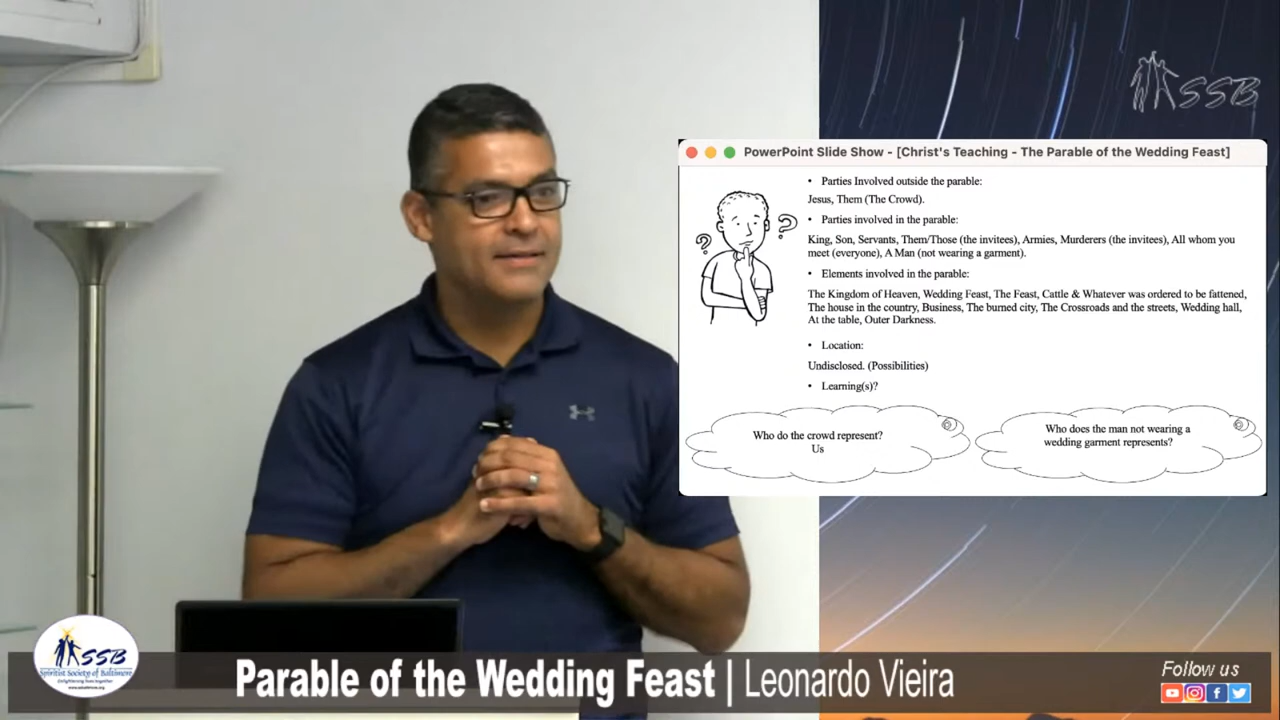 SSB
PowerPoint Slide Show - [Christ's Teaching - The Parable of the Wedding Feast]
• Parties Involved outside the parable:
Jesus, Them (The Crowd).
• Parties involved in the parable:
King, Son, Servants, Them/Those (the invitees), Armies, Murderers (the invitees), All whom you
meet (everyone), A Man (not wearing a garment).
• Elements involved in the parable:
The Kingdom of Heaven, Wedding Feast, The Feast, Cattle & Whatever was ordered to be fattened,
The house in the country, Business, The burned city, The Crossroads and the streets, Wedding hall,
At the table, Outer Darkness.
• Location:
Undisclosed. (Possibilities)
• Learning(s)?
Who do the crowd represent?
Us
Who does the man not wearing a
wedding garment represents?
? ?
SSB
Spiritist Society of Baltimore
Parable of the Wedding Feast | Leonardo Vieira
Follow us